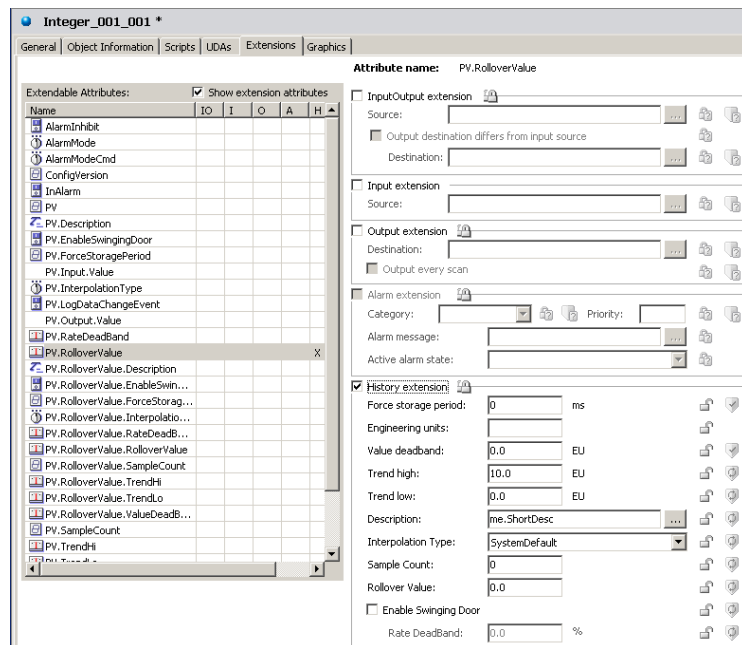 Integer_001_001 *
General Object Information Scripts UDAs Extensions Graphics
Attribute name: PV.RolloverValue
Extendable Attributes: Show extension attributes
Name IO I O A H
AlarmInhibit
AlarmMode
AlarmModeCmd
ConfigVersion
InAlarm
PV
PV.Description
PV.EnableSwingingDoor
PV.ForceStoragePeriod
PV.Input.Value
PV.InterpolationType
PV.LogDataChangeEvent
PV.Output.Value
PV.RateDeadBand
PV.RolloverValue X
PV.RolloverValue.Description
PV.RolloverValue.EnableSwin...
PV.RolloverValue.ForceStorag...
PV.RolloverValue.Interpolatio...
PV.RolloverValue.RateDeadB...
PV.RolloverValue.RolloverValue
PV.RolloverValue.SampleCount
PV.RolloverValue.TrendHi
PV.RolloverValue.TrendLo
PV.RolloverValue.ValueDeadB...
PV.SampleCount
PV.TrendHi
InputOutput extension
Source: ...
Output destination differs from input source
Destination: ...
Input extension
Source: ...
Output extension
Destination: ...
Output every scan
Alarm extension
Category: Priority:
Alarm message: ...
Active alarm state:
History extension
Force storage period: 0 ms
Engineering units:
Value deadband: 0.0 EU
Trend high: 10.0 EU
Trend low: 0.0 EU
Description: me.ShortDesc ...
Interpolation Type: SystemDefault
Sample Count: 0
Rollover Value: 0.0
Enable Swinging Door
Rate DeadBand: 0.0 %